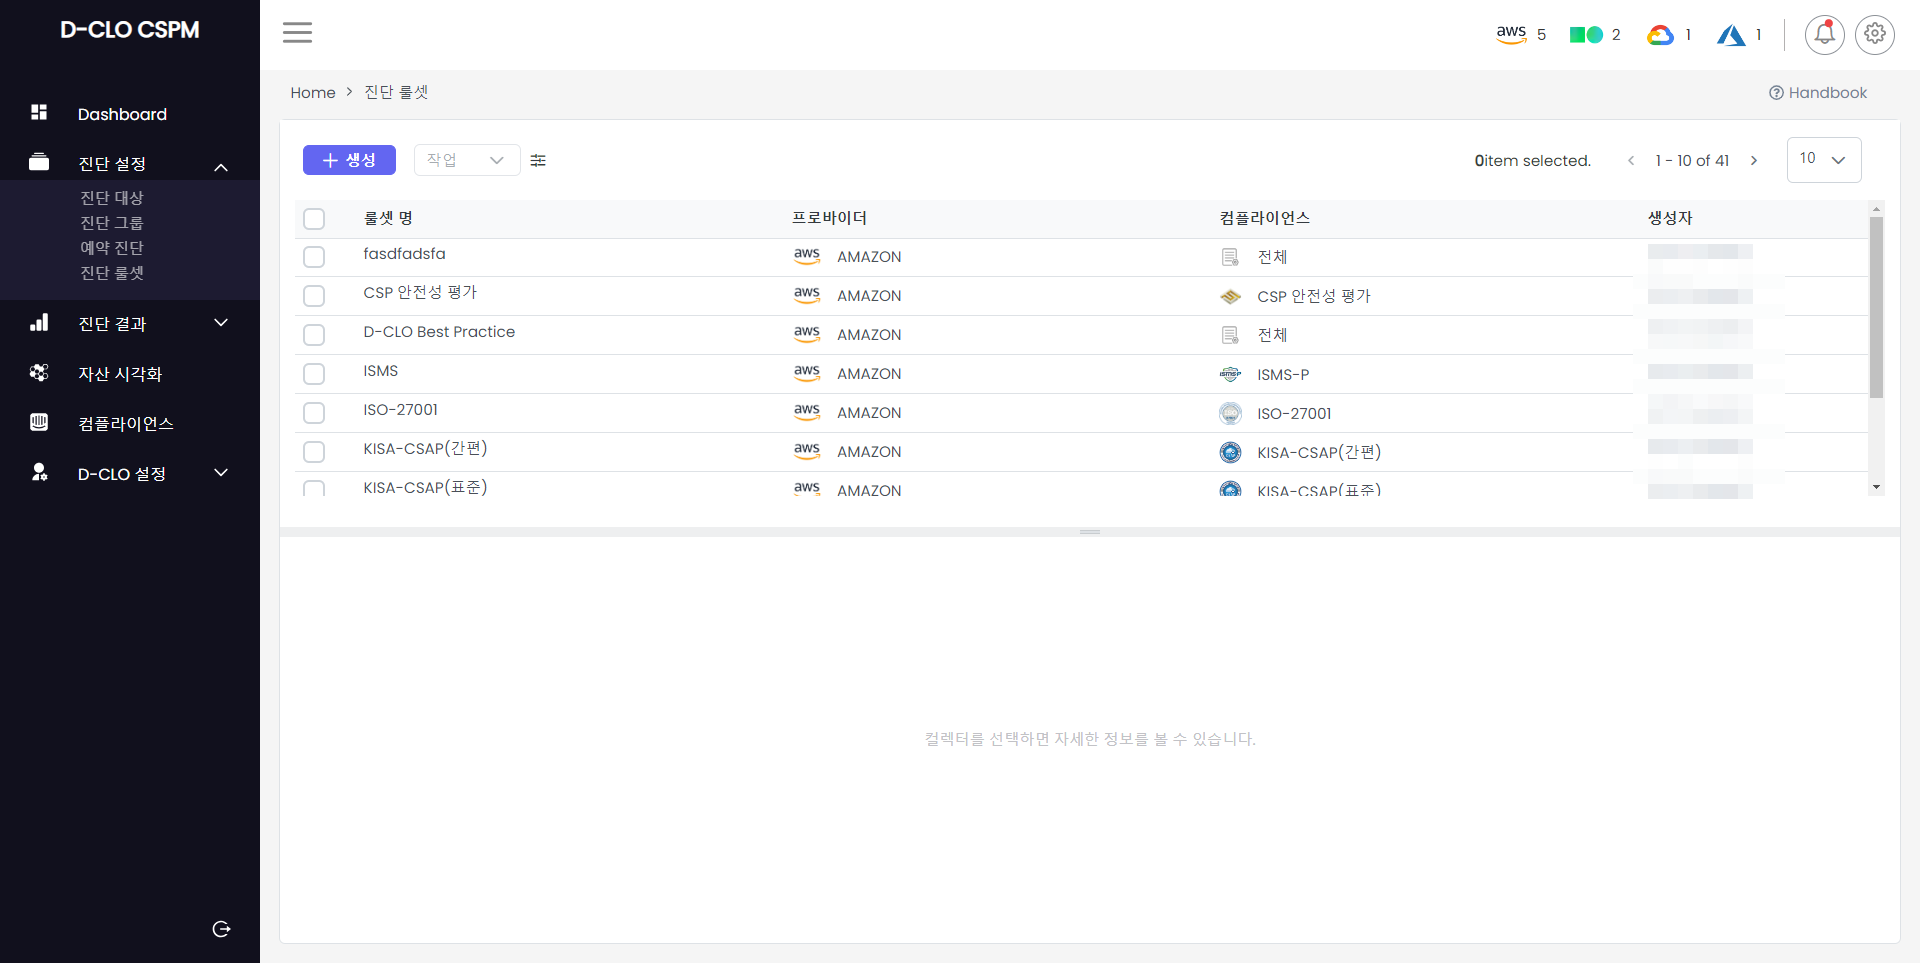 D-CLO CSPM
Dashboard
진단 설정
진단 대상
진단 그룹
예약 진단
진단 룰셋
진단 결과
자산 시각화
컴플라이언스
D-CLO 설정
aws 5 2 1 1
Home > 진단 룰셋
Handbook
+ 생성 작업
0item selected. < 1 - 10 of 41 > 10
룰셋 명 프로바이더 컴플라이언스 생성자
fasdfadsfa aws AMAZON 전체
CSP 안전성 평가 aws AMAZON CSP 안전성 평가
D-CLO Best Practice aws AMAZON 전체
ISMS aws AMAZON ISMS-P ISMS-P
ISO-27001 aws AMAZON ISO-27001
KISA-CSAP(간편) aws AMAZON KISA-CSAP(간편)
KISA-CSAP(표준) aws AMAZON KISA-CSAP(표준)
컬렉터를 선택하면 자세한 정보를 볼 수 있습니다.